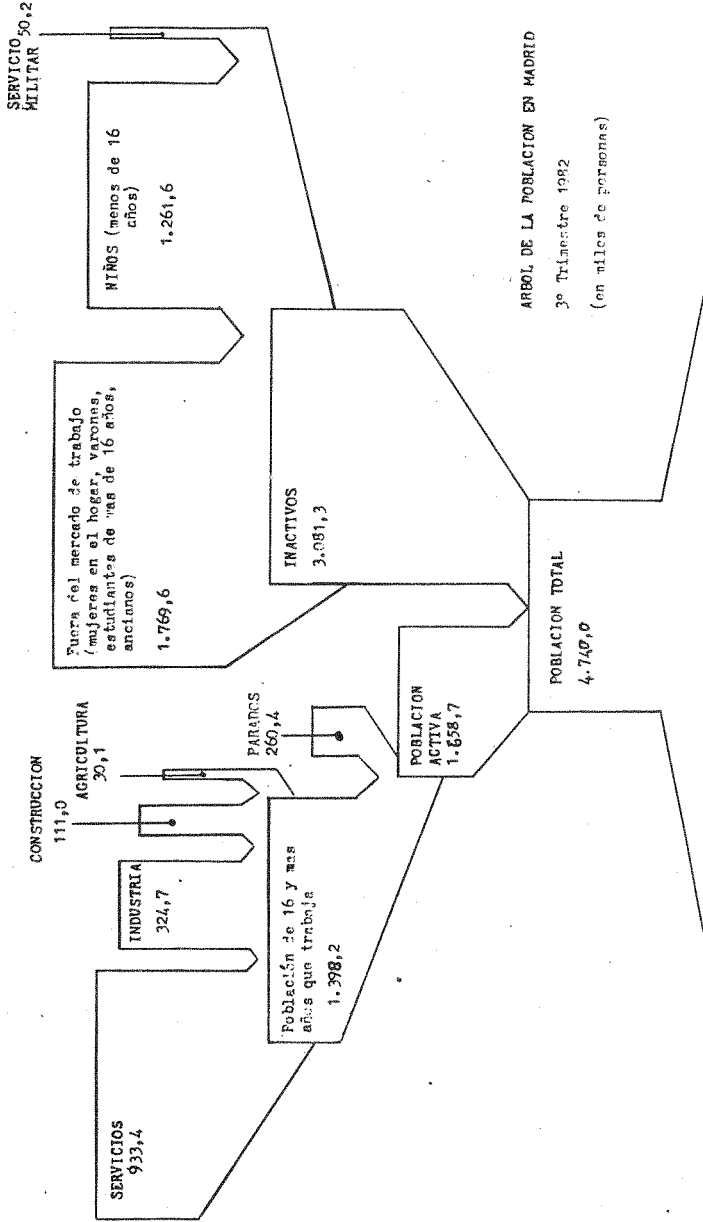 SERVICIO 50,2
MILITAR
NIÑOS (menos de 16
años)
1.261,6
Fuera del mercado de trabajo
(mujeres en el hogar, varones,
estudiantes de mas de 16 años,
ancianos)
1.769,6
CONSTRUCCION
111,0
AGRICULTURA
30,1
INDUSTRIA
324,7
SERVICIOS
933,4
PARADOS
260,4
Población de 16 y mas
años que trabaja
1.398,2
INACTIVOS
3.081,3
POBLACION
ACTIVA
1.658,7
POBLACION TOTAL
4.740,0
ARBOL DE LA POBLACION EN MADRID
3º Trimestre 1982
(en miles de personas)